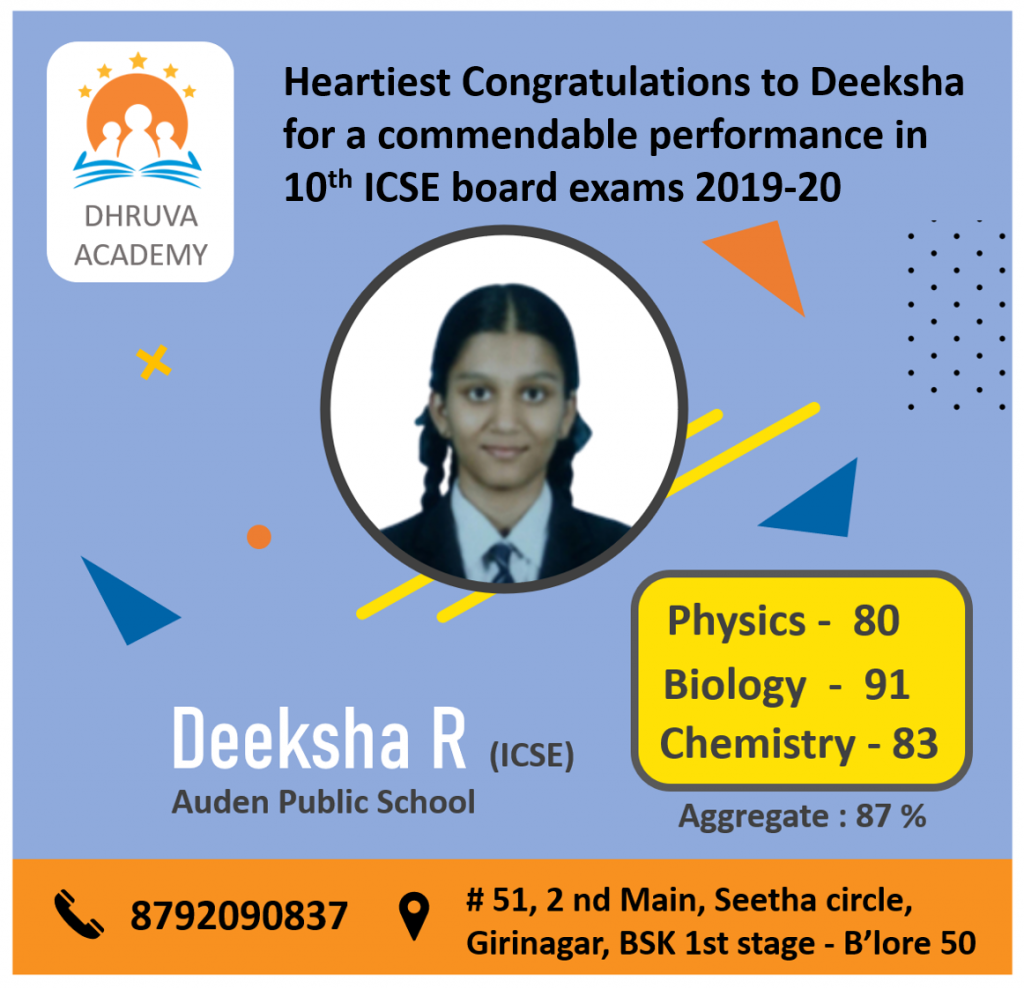 DHRUVA
ACADEMY
Heartiest Congratulations to Deeksha
for a commendable performance in
10th ICSE board exams 2019-20
Physics - 80
Biology - 91
Chemistry - 83
Aggregate : 87 %
Deeksha R (ICSE)
Auden Public School
8792090837
# 51, 2 nd Main, Seetha circle,
Girinagar, BSK 1st stage - B’lore 50